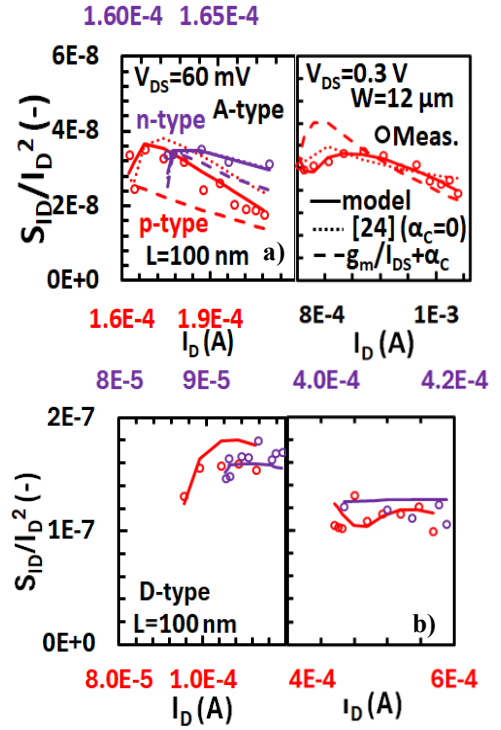 1.60E-4 1.65E-4
6E-8
4E-8
2E-8
0E+0
S_ID/I_D^2 (-)
V_DS=60 mV
n-type A-type
p-type
L=100 nm a)
V_DS=0.3 V
W=12 μm
Meas.
model
[24] (α_C=0)
g_m/I_DS+α_C
1.6E-4 1.9E-4 8E-4 1E-3
I_D (A) I_D (A)
8E-5 9E-5 4.0E-4 4.2E-4
2E-7
1E-7
0E+0
S_ID/I_D^2 (-)
D-type
L=100 nm b)
8.0E-5 1.0E-4 4E-4 6E-4
I_D (A) I_D (A)